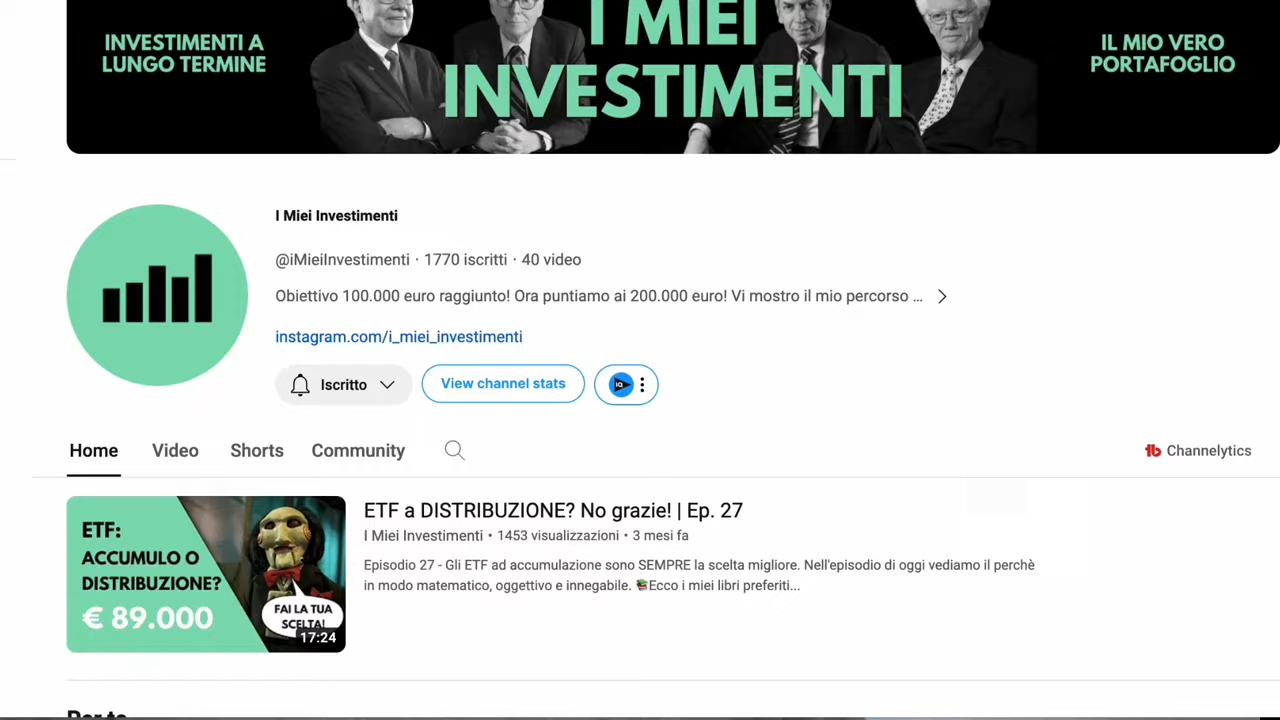 INVESTIMENTI A
LUNGO TERMINE
I MIEI
INVESTIMENTI
IL MIO VERO
PORTAFOGLIO
I Miei Investimenti
@iMieiInvestimenti · 1770 iscritti · 40 video
Obiettivo 100.000 euro raggiunto! Ora puntiamo ai 200.000 euro! Vi mostro il mio percorso ...
instagram.com/i_miei_investimenti
Iscritto
View channel stats
iq
Home Video Shorts Community
Channelytics
ETF:
ACCUMULO O
DISTRIBUZIONE?
€ 89.000
FAI LA TUA
SCELTA!
17:24
ETF a DISTRIBUZIONE? No grazie! | Ep. 27
I Miei Investimenti • 1453 visualizzazioni • 3 mesi fa
Episodio 27 - Gli ETF ad accumulazione sono SEMPRE la scelta migliore. Nell'episodio di oggi vediamo il perchè
in modo matematico, oggettivo e innegabile. 📚Ecco i miei libri preferiti...
Per te